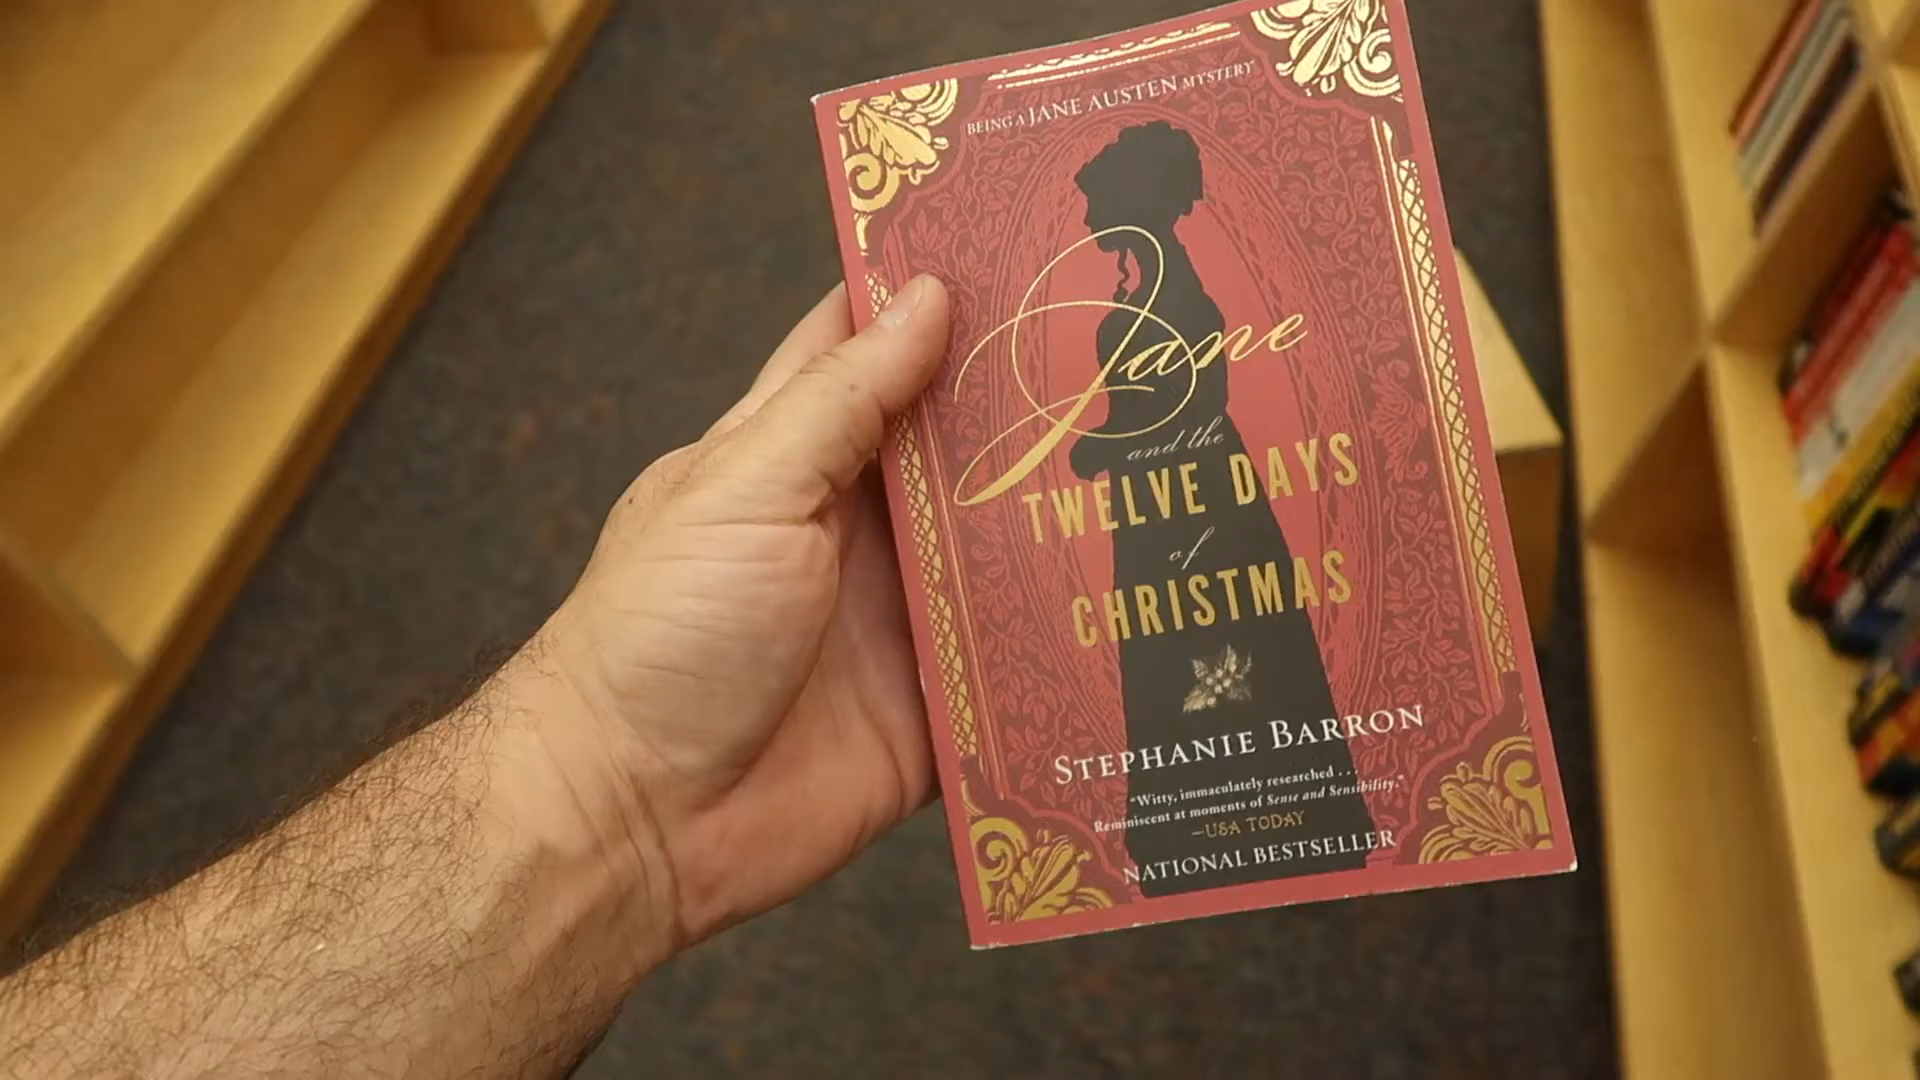 BEING A JANE AUSTEN MYSTERY
Jane
and the
TWELVE DAYS
of
CHRISTMAS
STEPHANIE BARRON
"Witty, immaculately researched . . .
Reminiscent at moments of Sense and Sensibility."
—USA TODAY
NATIONAL BESTSELLER